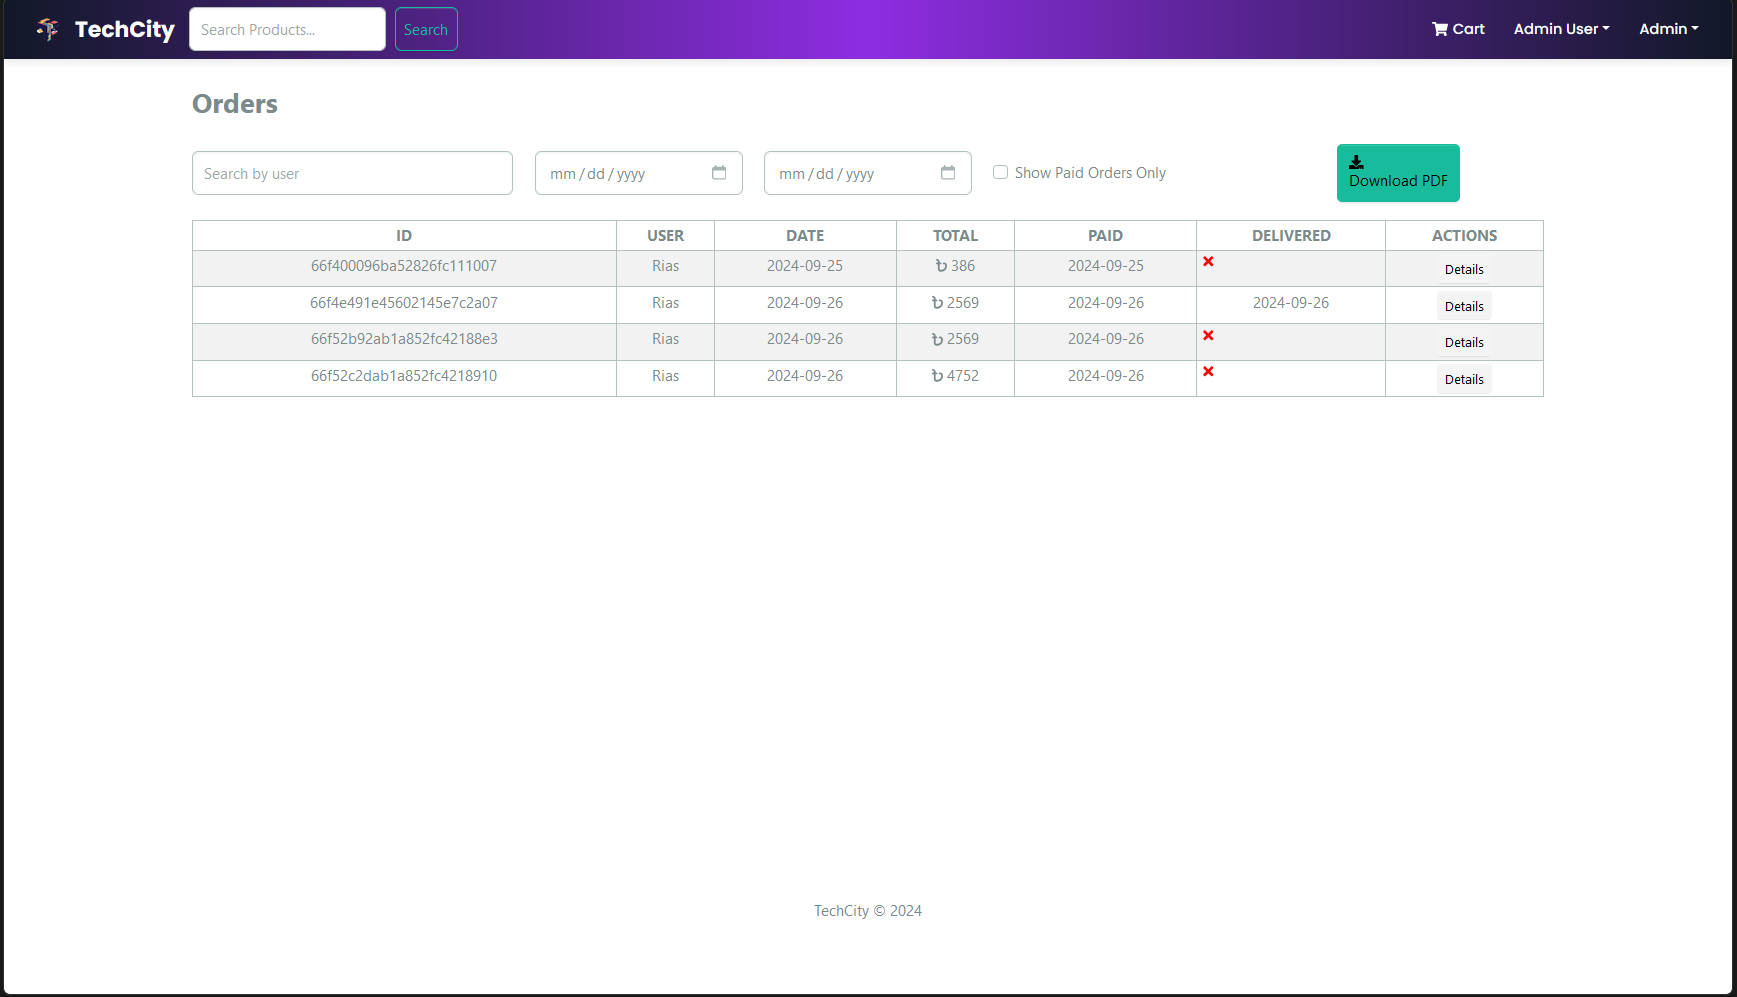 TechCity Search Products... Search Cart Admin User Admin
Orders
Search by user mm/dd/yyyy mm/dd/yyyy Show Paid Orders Only Download PDF
ID USER DATE TOTAL PAID DELIVERED ACTIONS
66f400096ba52826fc111007 Rias 2024-09-25 ৳ 386 2024-09-25 Details
66f4e491e45602145e7c2a07 Rias 2024-09-26 ৳ 2569 2024-09-26 2024-09-26 Details
66f52b92ab1a852fc42188e3 Rias 2024-09-26 ৳ 2569 2024-09-26 Details
66f52c2dab1a852fc4218910 Rias 2024-09-26 ৳ 4752 2024-09-26 Details
TechCity © 2024